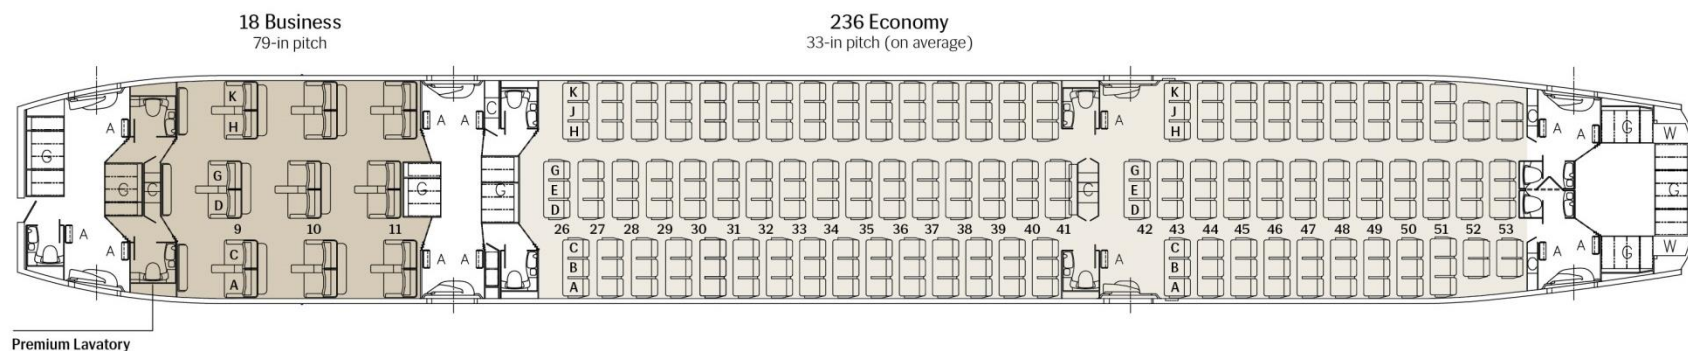 18 Business
79-in pitch
236 Economy
33-in pitch (on average)
K K K
J J
A A A H C H A H C A A G W
G G
G G C G G E C E G
D D D
9 10 11 26 27 28 29 30 31 32 33 34 35 36 37 38 39 40 41 42 43 44 45 46 47 48 49 50 51 52 53
A C C C
B B
A A A A A A A C A A G W
Premium Lavatory